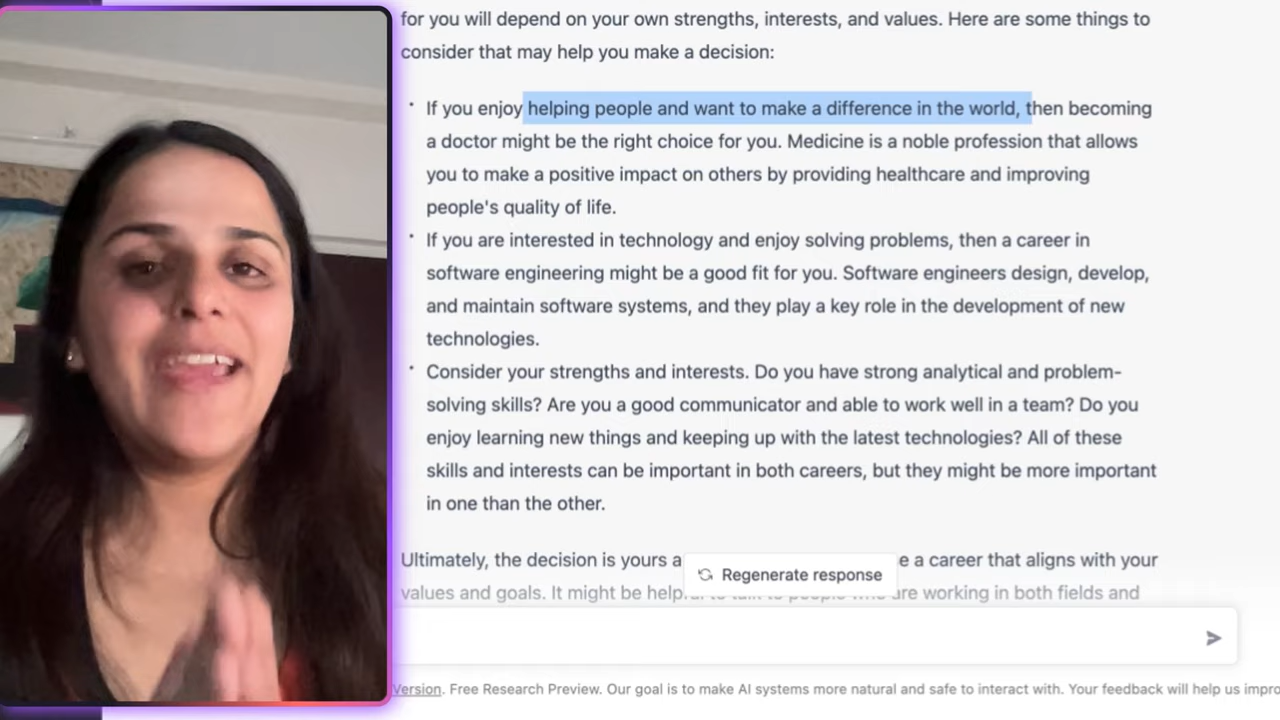 for you will depend on your own strengths, interests, and values. Here are some things to
consider that may help you make a decision:
If you enjoy helping people and want to make a difference in the world, then becoming
a doctor might be the right choice for you. Medicine is a noble profession that allows
you to make a positive impact on others by providing healthcare and improving
people's quality of life.
If you are interested in technology and enjoy solving problems, then a career in
software engineering might be a good fit for you. Software engineers design, develop,
and maintain software systems, and they play a key role in the development of new
technologies.
Consider your strengths and interests. Do you have strong analytical and problem-
solving skills? Are you a good communicator and able to work well in a team? Do you
enjoy learning new things and keeping up with the latest technologies? All of these
skills and interests can be important in both careers, but they might be more important
in one than the other.
Ultimately, the decision is yours a e a career that aligns with your
Regenerate response
values and goals. It might be helpful to talk to people who are working in both fields and
Version. Free Research Preview. Our goal is to make AI systems more natural and safe to interact with. Your feedback will help us impro